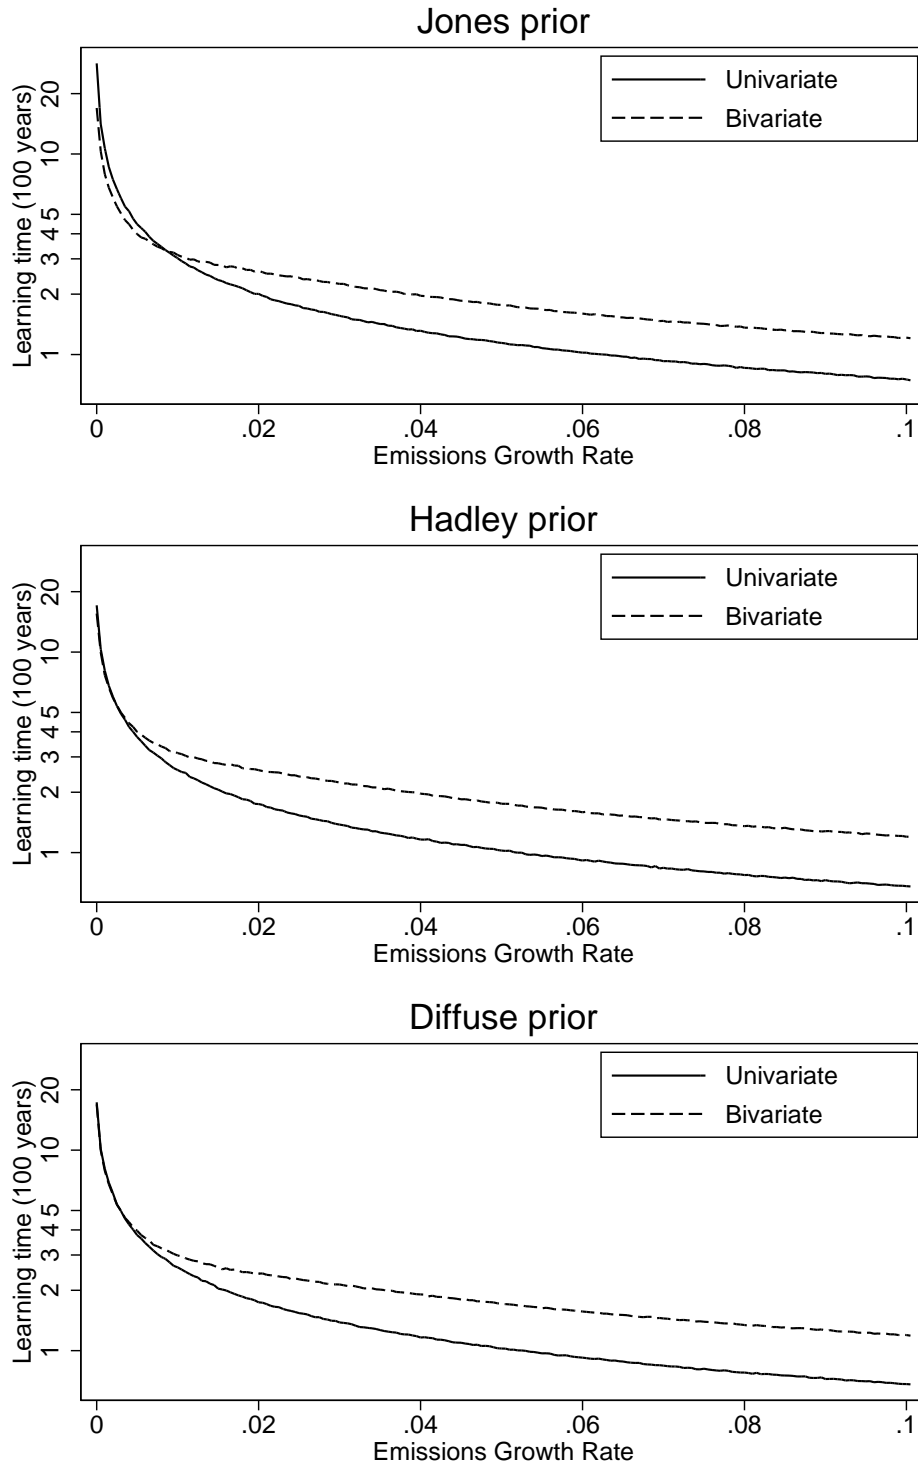 Jones prior
Univariate
Bivariate
Learning time (100 years)
20
10
5
4
3
2
1
0 .02 .04 .06 .08 .1
Emissions Growth Rate
Hadley prior
Univariate
Bivariate
Learning time (100 years)
20
10
5
4
3
2
1
0 .02 .04 .06 .08 .1
Emissions Growth Rate
Diffuse prior
Univariate
Bivariate
Learning time (100 years)
20
10
5
4
3
2
1
0 .02 .04 .06 .08 .1
Emissions Growth Rate